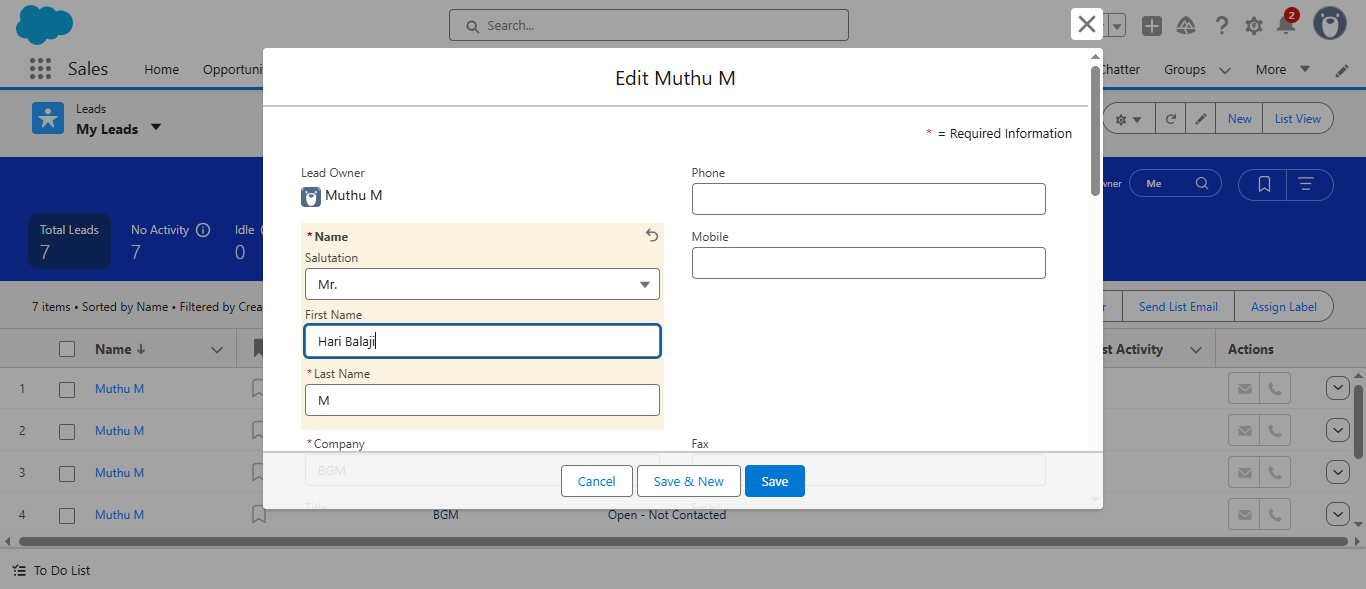 Search...
2
Sales
Home
Opportuni
Chatter
Groups
More
Leads
My Leads
New
List View
Edit Muthu M
* = Required Information
Lead Owner
Muthu M
Phone
*Name
Mobile
Salutation
Mr.
First Name
Hari Balaji
*Last Name
M
*Company
Fax
BGM
Title
Email
Cancel
Save & New
Save
wner
Me
Total Leads
7
No Activity
7
Idle
0
7 items • Sorted by Name • Filtered by Crea
r
Send List Email
Assign Label
Name
st Activity
Actions
1
Muthu M
2
Muthu M
3
Muthu M
4
Muthu M
BGM
Open - Not Contacted
To Do List